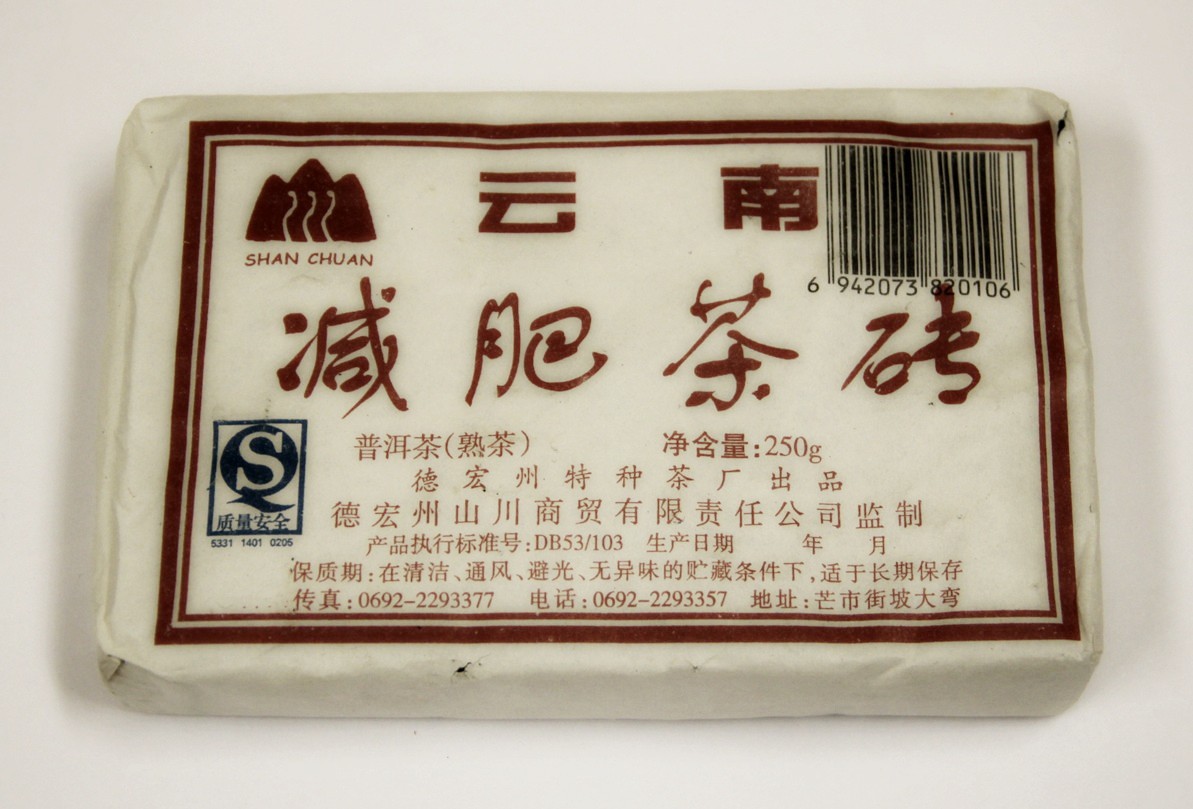 云南
SHAN CHUAN
6 942073 820106
减肥茶砖
普洱茶(熟茶) 净含量:250g
德宏州特种茶厂出品
德宏州山川商贸有限责任公司监制
QS
质量安全
5331 1401 0205
产品执行标准号:DB53/103 生产日期 年 月
保质期:在清洁、通风、避光、无异味的贮藏条件下,适于长期保存
传真:0692-2293377 电话:0692-2293357 地址:芒市街坡大弯